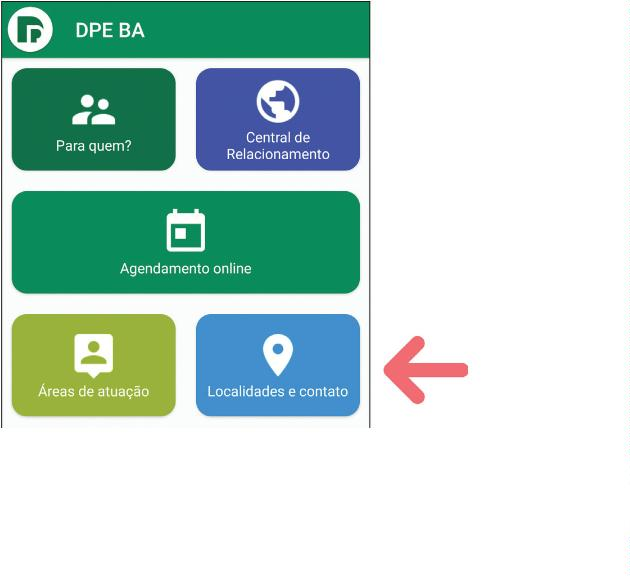 DPE BA
Para quem?
Central de
Relacionamento
Agendamento online
Áreas de atuação
Localidades e contato